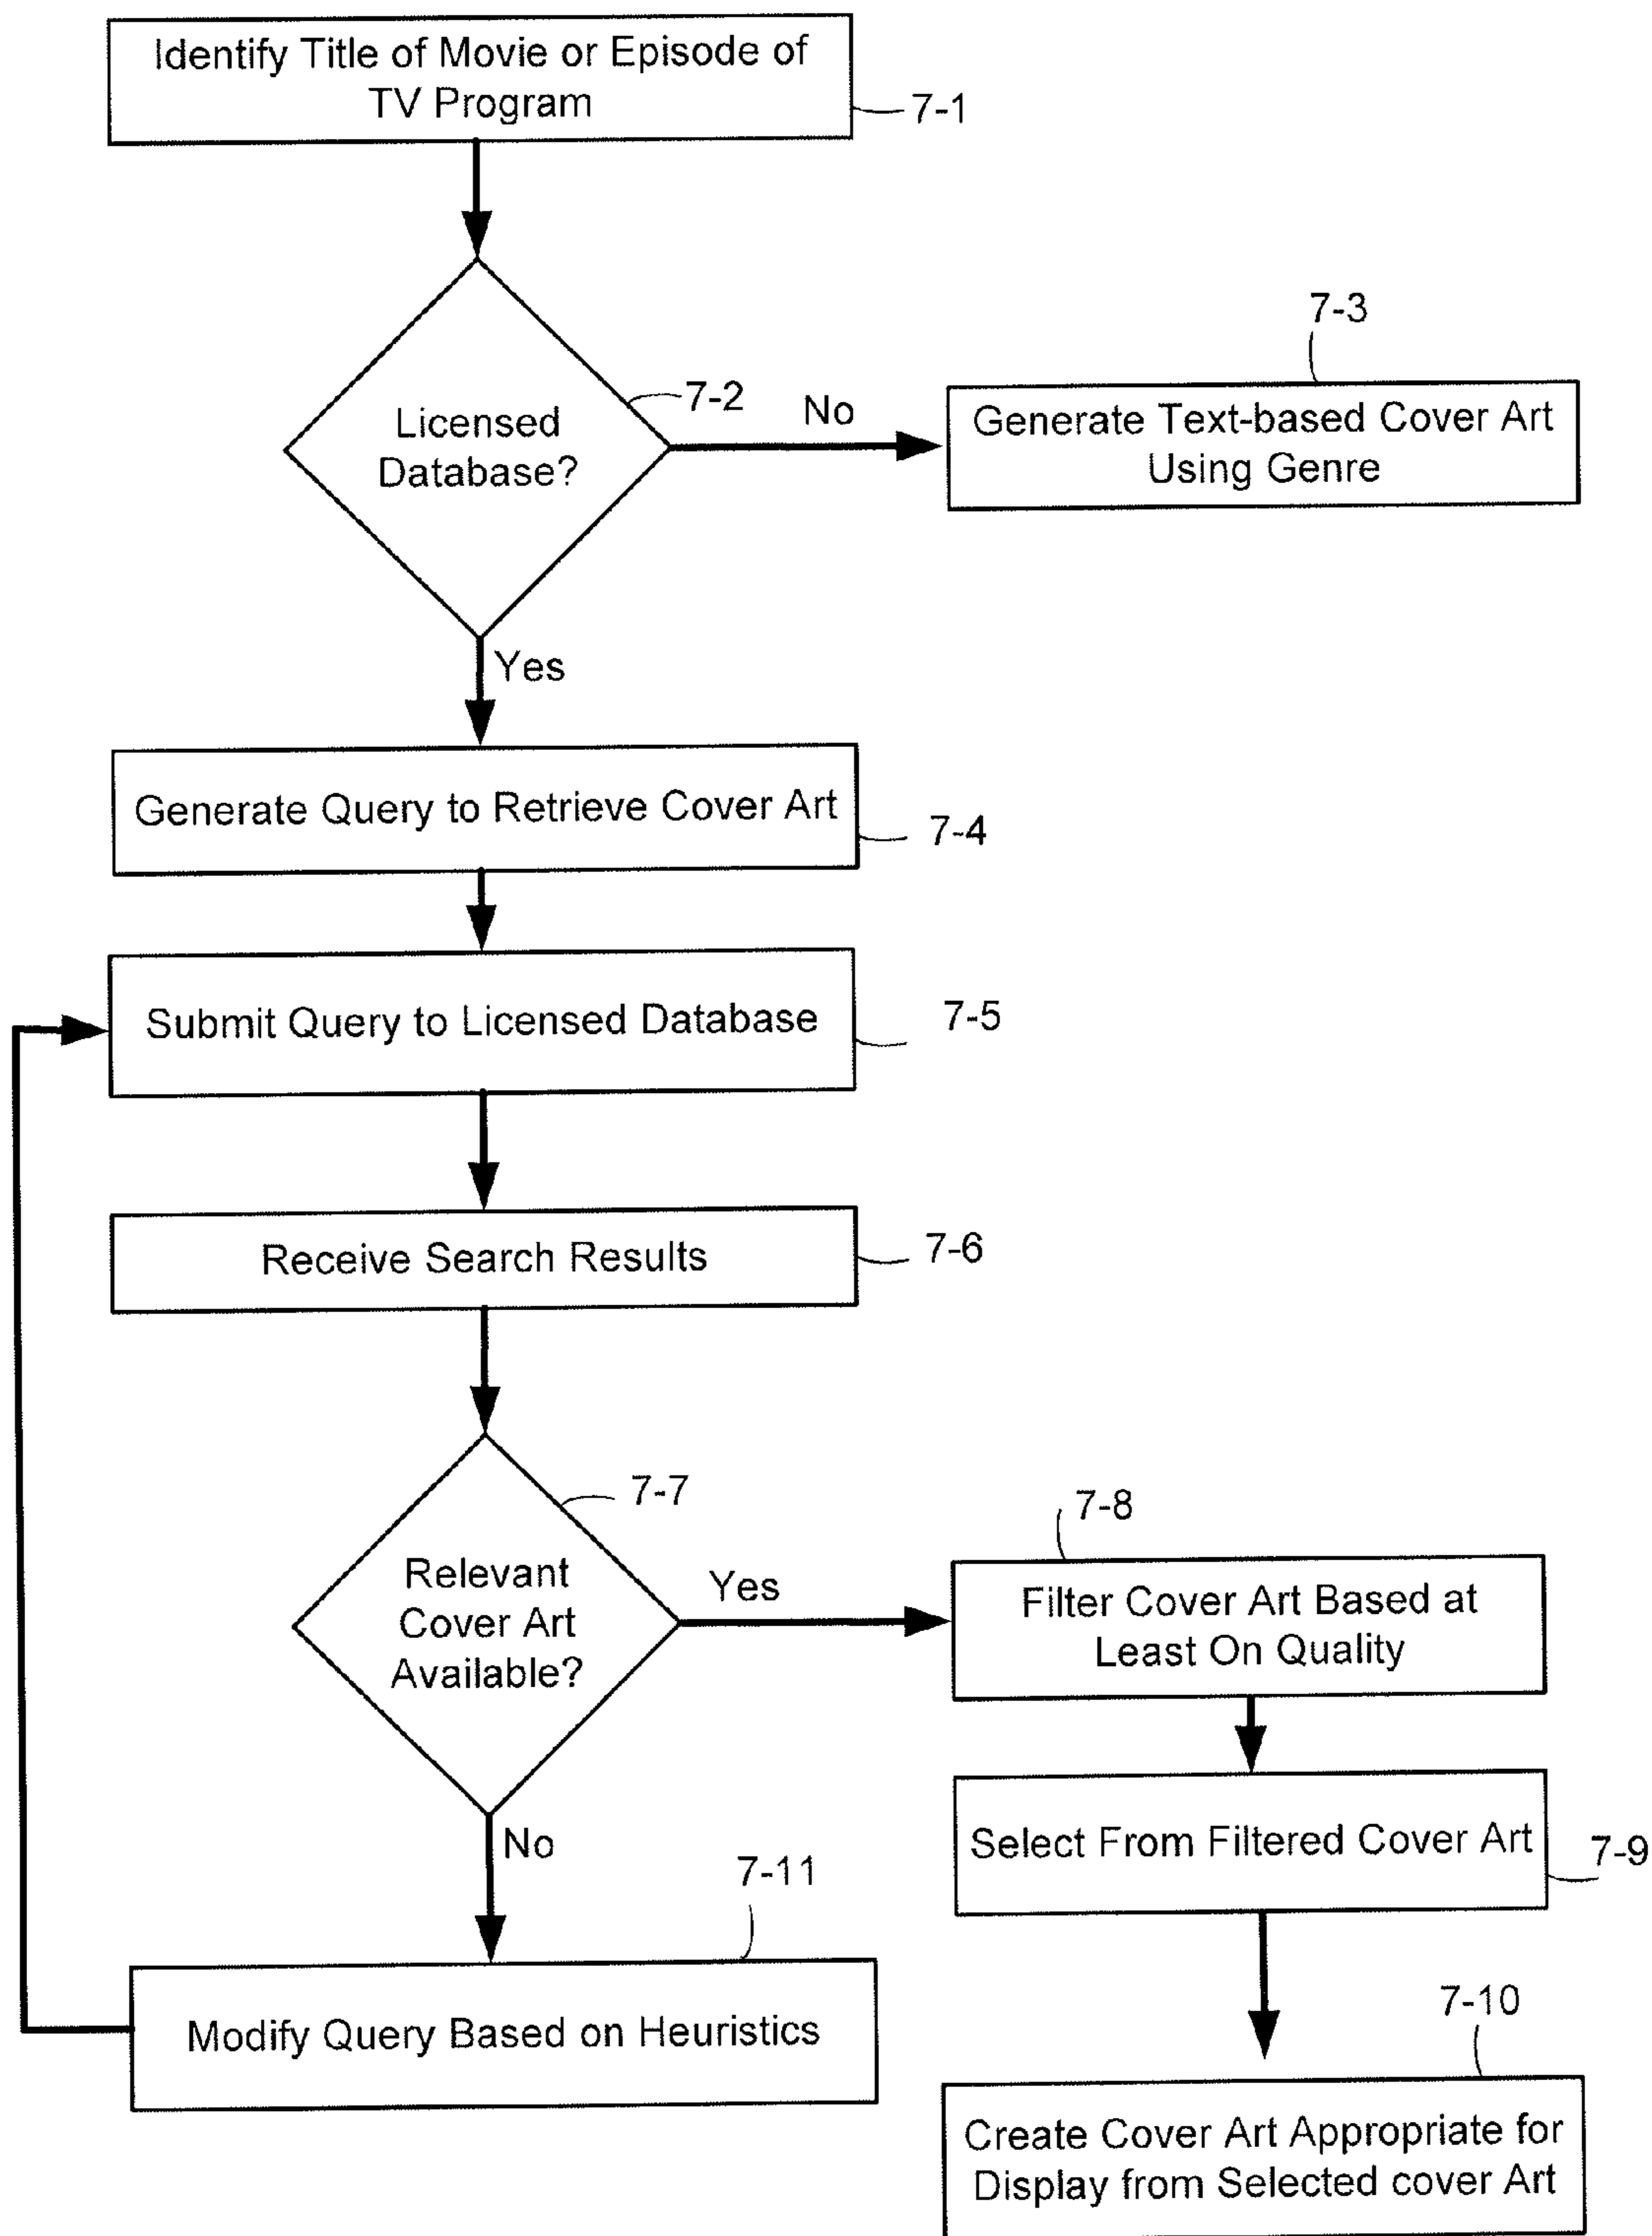 Identify Title of Movie or Episode of
TV Program
7-1
7-3
7-2
No
Licensed
Database?
Generate Text-based Cover Art
Using Genre
Yes
Generate Query to Retrieve Cover Art
7-4
Submit Query to Licensed Database
7-5
Receive Search Results
7-6
7-7
Relevant
Cover Art
Available?
Yes
7-8
Filter Cover Art Based at
Least On Quality
Select From Filtered Cover Art
7-9
No
7-11
Modify Query Based on Heuristics
7-10
Create Cover Art Appropriate for
Display from Selected cover Art